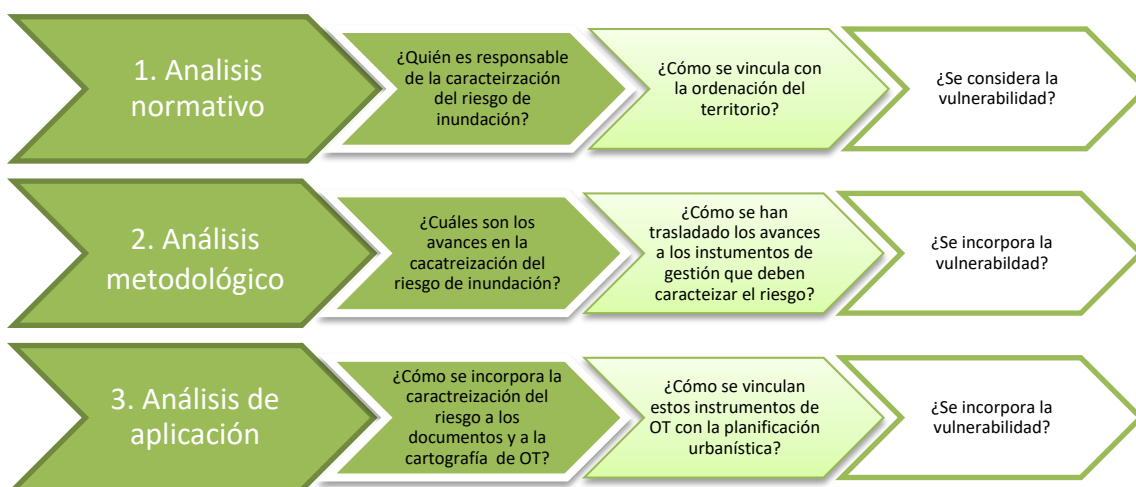 1. Analisis
normativo
¿Quién es responsable
de la caracteirzación
del riesgo de
inundación?
¿Cómo se vincula con
la ordenación del
territorio?
¿Se considera la
vulnerabilidad?
2. Análisis
metodológico
¿Cuáles son los
avances en la
cacatreización del
riesgo de inundación?
¿Cómo se han
trasladado los avances
a los instumentos de
gestión que deben
caracteizar el riesgo?
¿Se incorpora la
vulnerabildad?
3. Análisis de
aplicación
¿Cómo se incorpora la
caractreización del
riesgo a los
documentos y a la
cartografía de OT?
¿Cómo se vinculan
estos instrumentos de
OT con la planificación
urbanística?
¿Se incorpora la
vulnerabilidad?